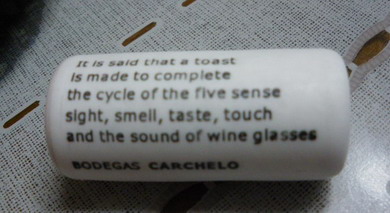 It is said that a toast
is made to complete
the cycle of the five sense
sight, smell, taste, touch
and the sound of wine glasses
BODEGAS CARCHELO